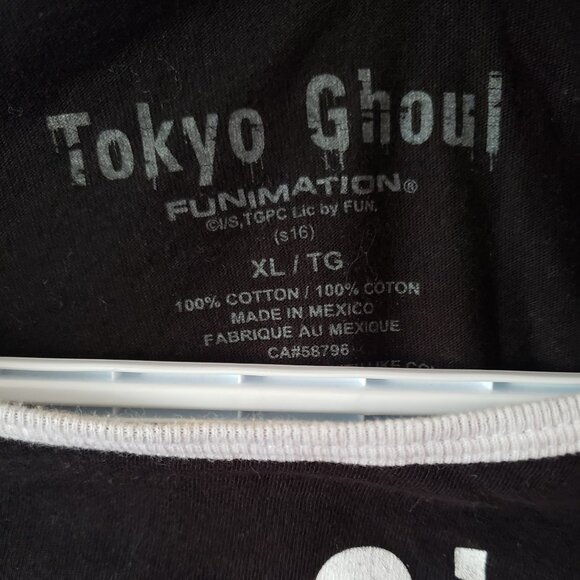 Tokyo Ghoul
FUNIMATION®
©I/S,TGPC Lic by FUN.
(s16)
XL / TG
100% COTTON / 100% COTON
MADE IN MEXICO
FABRIQUE AU MEXIQUE
CA#58796